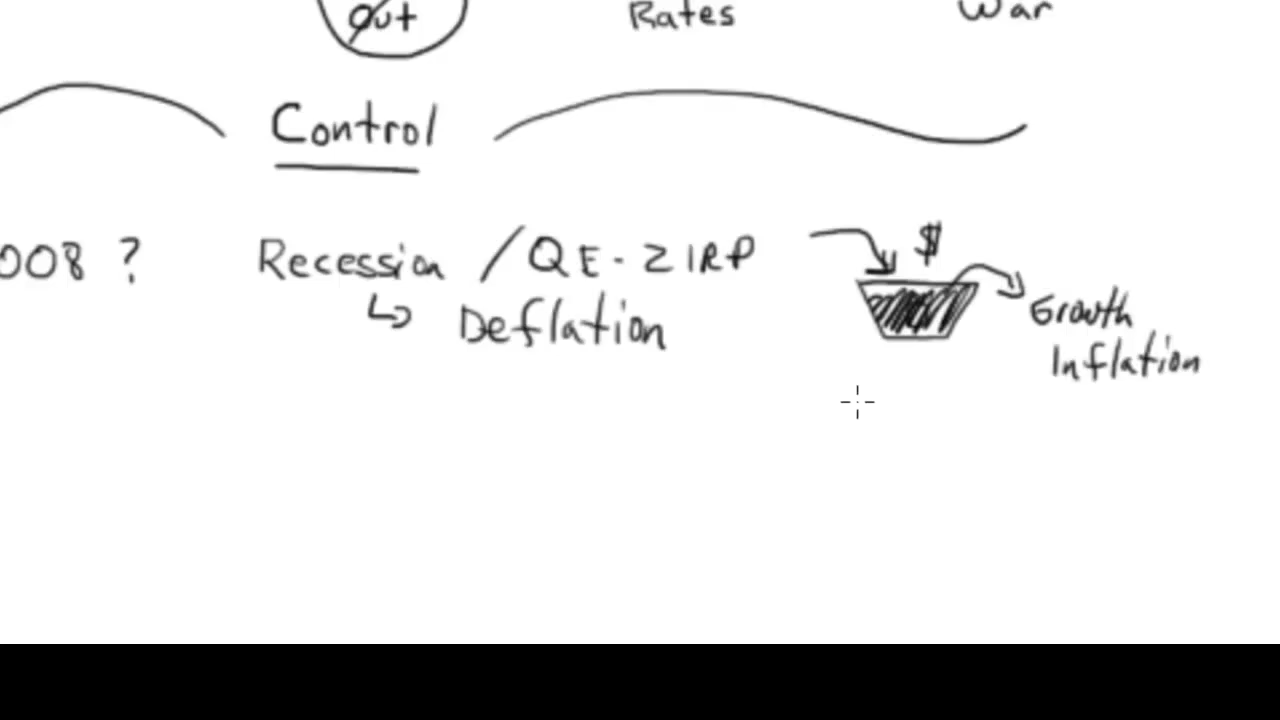 Out Rates War
Control
008 ? Recession / QE - ZIRP $
Deflation
Growth
Inflation